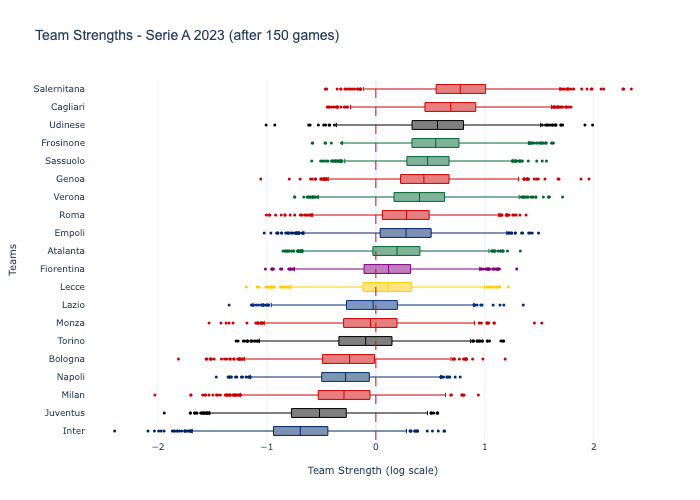 Team Strengths - Serie A 2023 (after 150 games)
Teams
Salernitana
Cagliari
Udinese
Frosinone
Sassuolo
Genoa
Verona
Roma
Empoli
Atalanta
Fiorentina
Lecce
Lazio
Monza
Torino
Bologna
Napoli
Milan
Juventus
Inter
−2 −1 0 1 2
Team Strength (log scale)